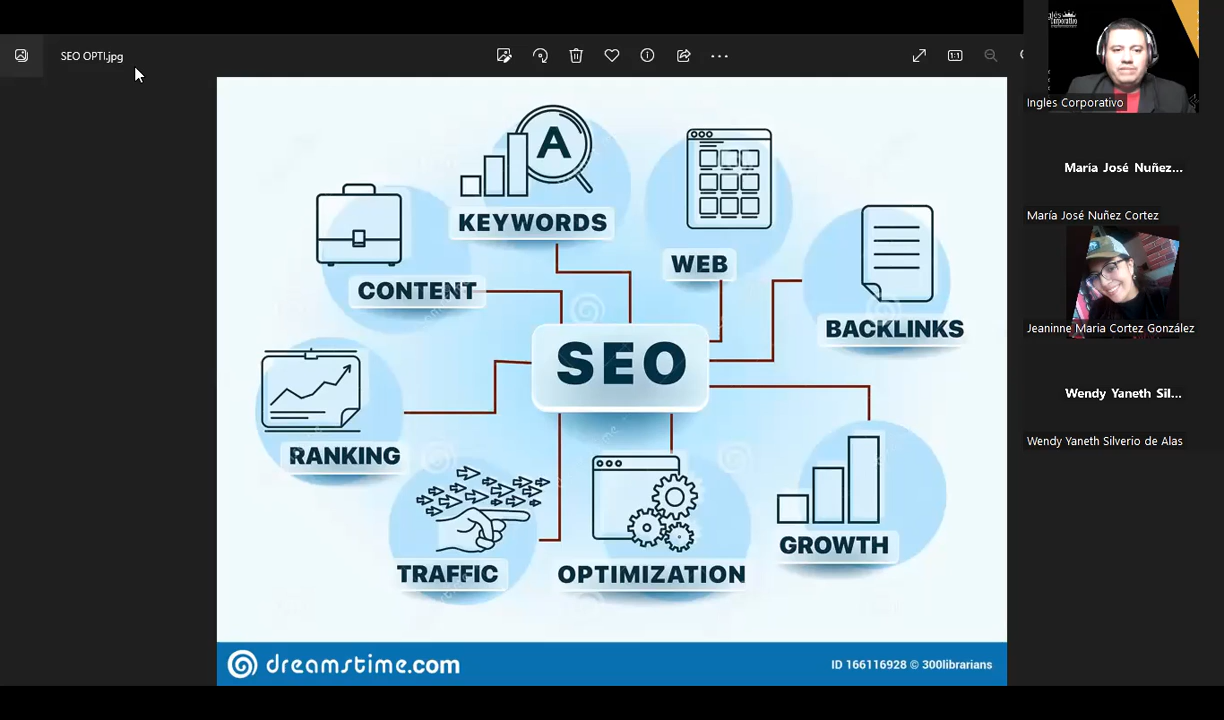 SEO OPTI.jpg
Ingles Corporativo
María José Nuñez...
María José Nuñez Cortez
Jeaninne Maria Cortez González
Wendy Yaneth Sil...
Wendy Yaneth Silverio de Alas
A
KEYWORDS
WEB
CONTENT
BACKLINKS
SEO
RANKING
GROWTH
TRAFFIC
OPTIMIZATION
dreamstime.com
ID 166116928 © 300librarians